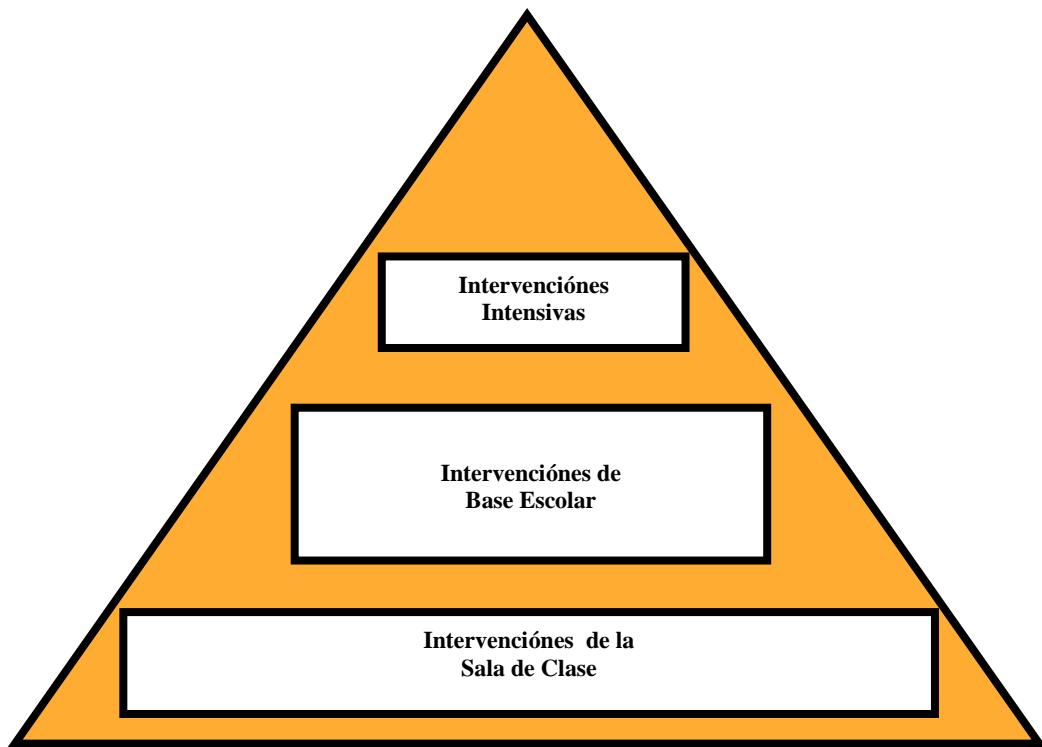 Intervenciónes
Intensivas
Intervenciónes de
Base Escolar
Intervenciónes  de la
Sala de Clase